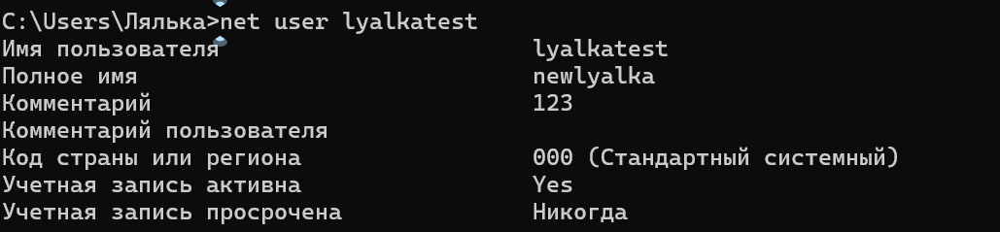 C:\Users\Лялька>net user lyalkatest
Имя пользователя lyalkatest
Полное имя newlyalka
Комментарий 123
Комментарий пользователя
Код страны или региона 000 (Стандартный системный)
Учетная запись активна Yes
Учетная запись просрочена Никогда